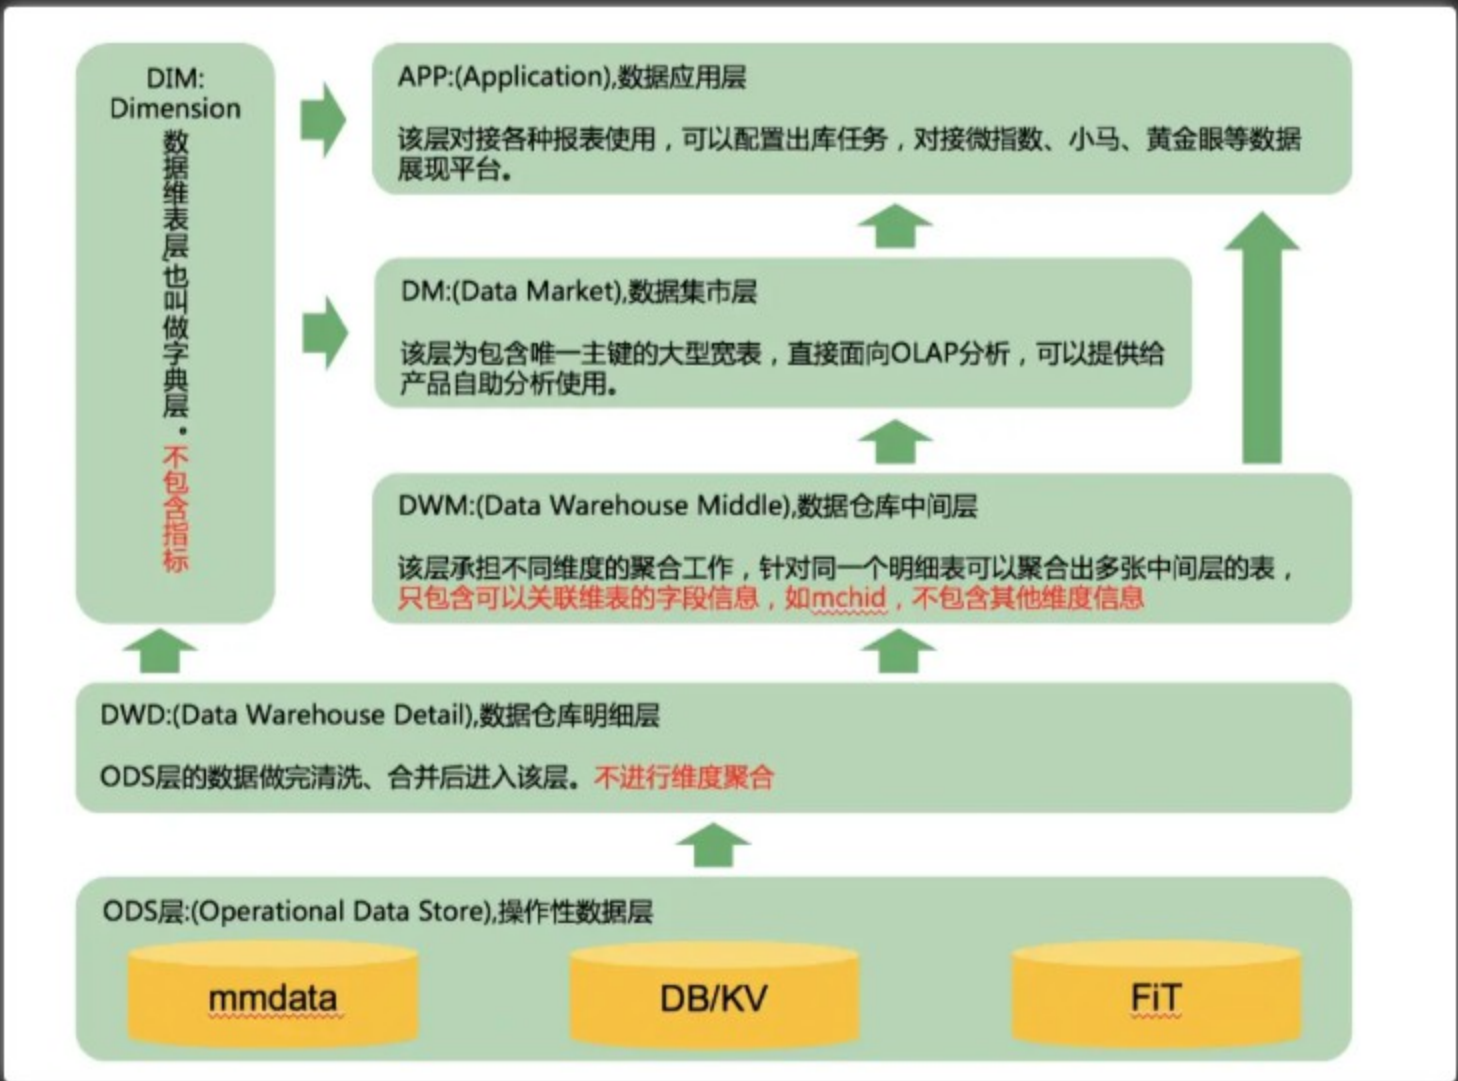 DIM:
Dimension
数据维表层,也叫做字典层。不包含指标
APP:(Application),数据应用层
该层对接各种报表使用，可以配置出库任务，对接微指数、小马、黄金眼等数据
展现平台。
DM:(Data Market),数据集市层
该层为包含唯一主键的大型宽表，直接面向OLAP分析，可以提供给
产品自助分析使用。
DWM:(Data Warehouse Middle),数据仓库中间层
该层承担不同维度的聚合工作，针对同一个明细表可以聚合出多张中间层的表，
只包含可以关联维表的字段信息，如mchid，不包含其他维度信息
DWD:(Data Warehouse Detail),数据仓库明细层
ODS层的数据做完清洗、合并后进入该层。不进行维度聚合
ODS层:(Operational Data Store),操作性数据层
mmdata
DB/KV
FiT